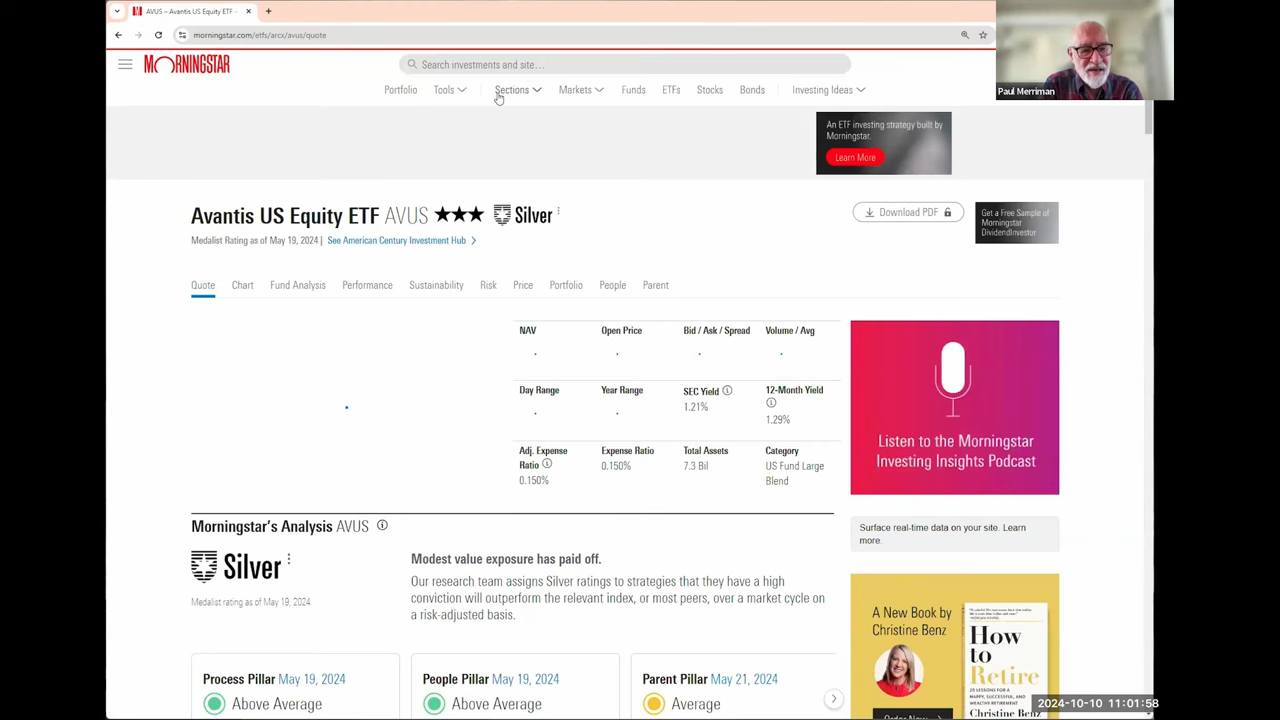 AVUS – Avantis US Equity ETF -
morningstar.com/etfs/arcx/avus/quote
MORNINGSTAR
Search investments and site…
Portfolio Tools Sections Markets Funds ETFs Stocks Bonds Investing Ideas
Paul Merriman
An ETF investing strategy built by
Morningstar.
Learn More
Avantis US Equity ETF AVUS ★★★ Silver
Medalist Rating as of May 19, 2024 | See American Century Investment Hub
Download PDF
Get a Free Sample of
Morningstar
DividendInvestor
Quote Chart Fund Analysis Performance Sustainability Risk Price Portfolio People Parent
NAV Open Price Bid / Ask / Spread Volume / Avg
Day Range Year Range SEC Yield 12-Month Yield
1.21%
1.29%
Adj. Expense
Ratio
0.150%
Expense Ratio
0.150%
Total Assets
7.3 Bil
Category
US Fund Large
Blend
Listen to the Morningstar
Investing Insights Podcast
Morningstar's Analysis AVUS
Silver
Medalist rating as of May 19, 2024
Modest value exposure has paid off.
Our research team assigns Silver ratings to strategies that they have a high
conviction will outperform the relevant index, or most peers, over a market cycle on
a risk-adjusted basis.
Surface real-time data on your site. Learn
more.
A New Book by
Christine Benz
How
to
Retire
Process Pillar May 19, 2024
Above Average
People Pillar May 19, 2024
Above Average
Parent Pillar May 21, 2024
Average
2024-10-10 11:01:58